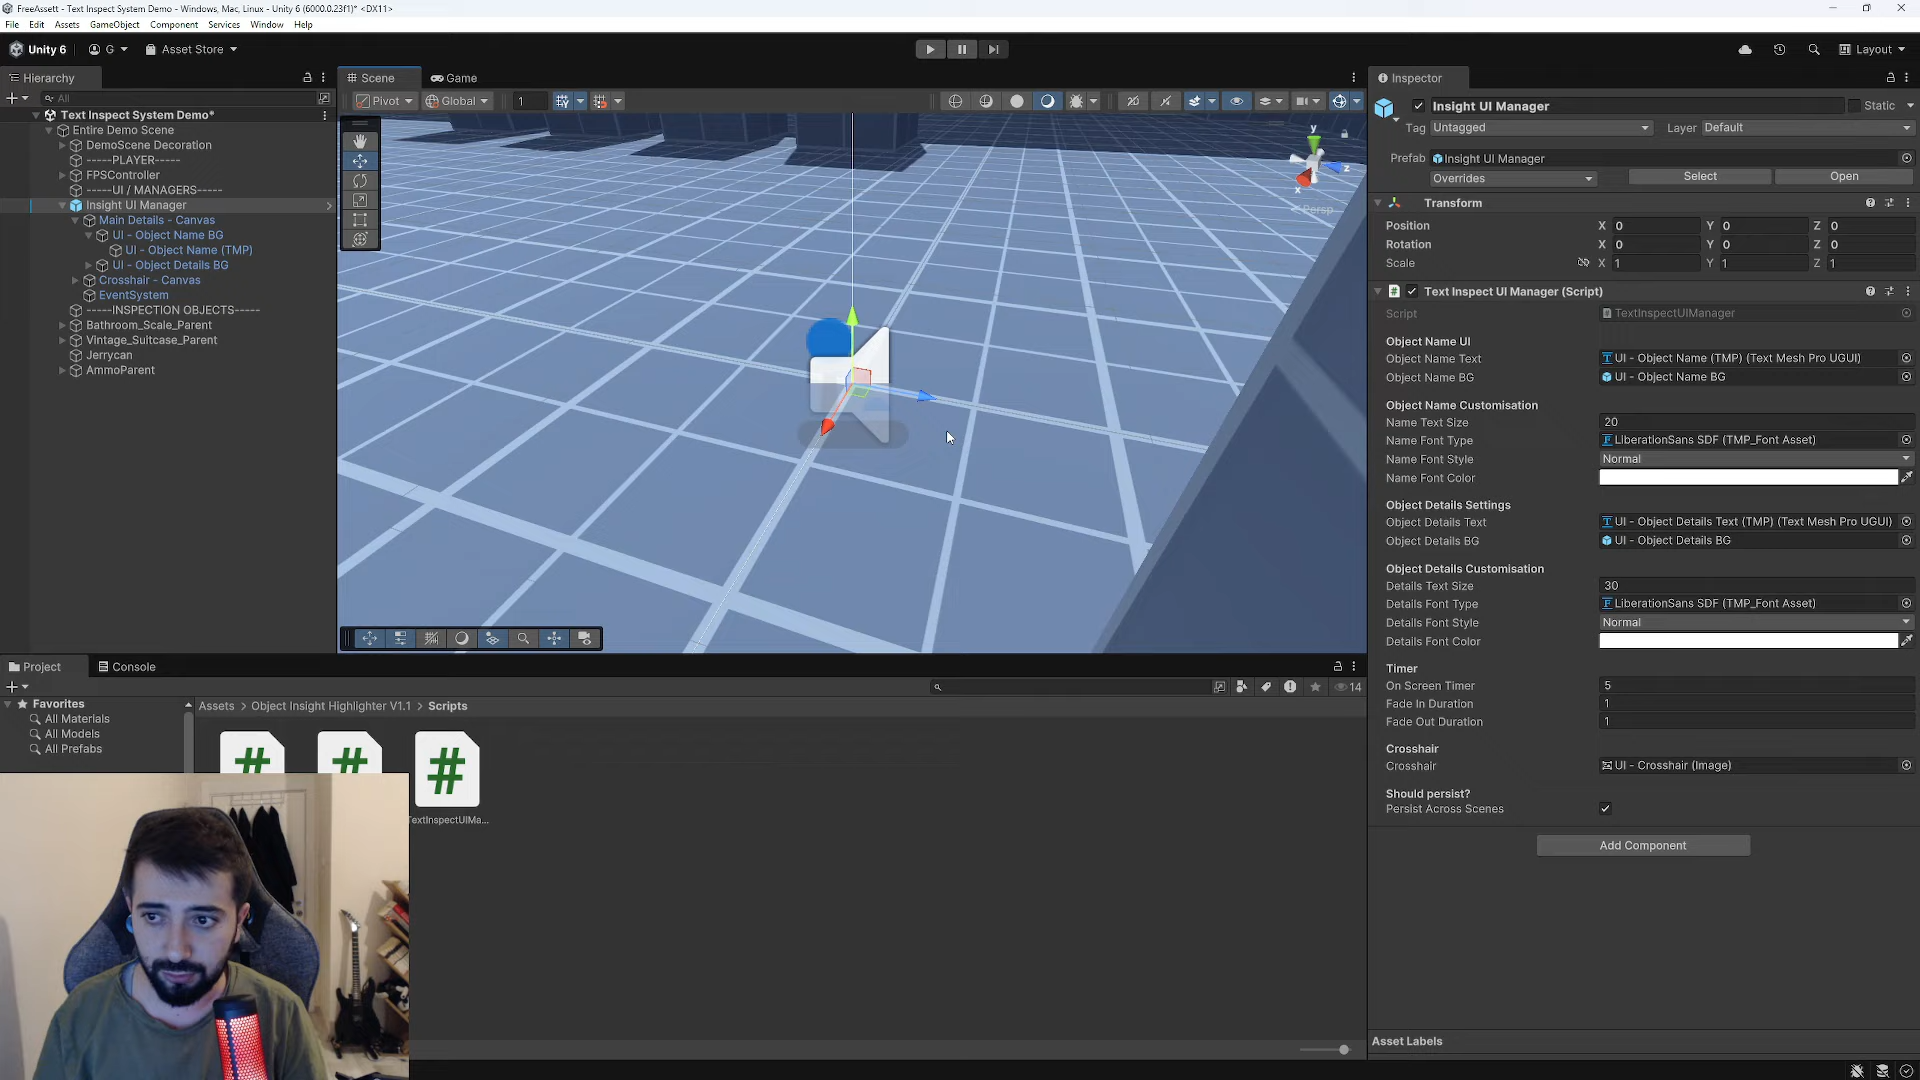 FreeAssett - Text Inspect System Demo - Windows, Mac, Linux - Unity 6 (6000.0.23f1)* <DX11>
File Edit Assets GameObject Component Services Window Help
Unity 6 G Asset Store Layout
Hierarchy
All
Text Inspect System Demo*
Entire Demo Scene
DemoScene Decoration
-----PLAYER-----
FPSController
-----UI / MANAGERS-----
Insight UI Manager
Main Details - Canvas
UI - Object Name BG
UI - Object Name (TMP)
UI - Object Details BG
Crosshair - Canvas
EventSystem
-----INSPECTION OBJECTS-----
Bathroom_Scale_Parent
Vintage_Suitcase_Parent
Jerrycan
AmmoParent
Scene Game
Pivot Global 1
y
z
x
Persp
Project Console
14
Favorites
All Materials
All Models
All Prefabs
Assets > Object Insight Highlighter V1.1 > Scripts
# # #
TextInspectUIMa...
Inspector
Insight UI Manager Static
Tag Untagged Layer Default
Prefab Insight UI Manager
Overrides Select Open
Transform
Position X 0 Y 0 Z 0
Rotation X 0 Y 0 Z 0
Scale X 1 Y 1 Z 1
# Text Inspect UI Manager (Script)
Script TextInspectUIManager
Object Name UI
Object Name Text UI - Object Name (TMP) (Text Mesh Pro UGUI)
Object Name BG UI - Object Name BG
Object Name Customisation
Name Text Size 20
Name Font Type F LiberationSans SDF (TMP_Font Asset)
Name Font Style Normal
Name Font Color
Object Details Settings
Object Details Text UI - Object Details Text (TMP) (Text Mesh Pro UGUI)
Object Details BG UI - Object Details BG
Object Details Customisation
Details Text Size 30
Details Font Type F LiberationSans SDF (TMP_Font Asset)
Details Font Style Normal
Details Font Color
Timer
On Screen Timer 5
Fade In Duration 1
Fade Out Duration 1
Crosshair
Crosshair UI - Crosshair (Image)
Should persist?
Persist Across Scenes
Add Component
Asset Labels